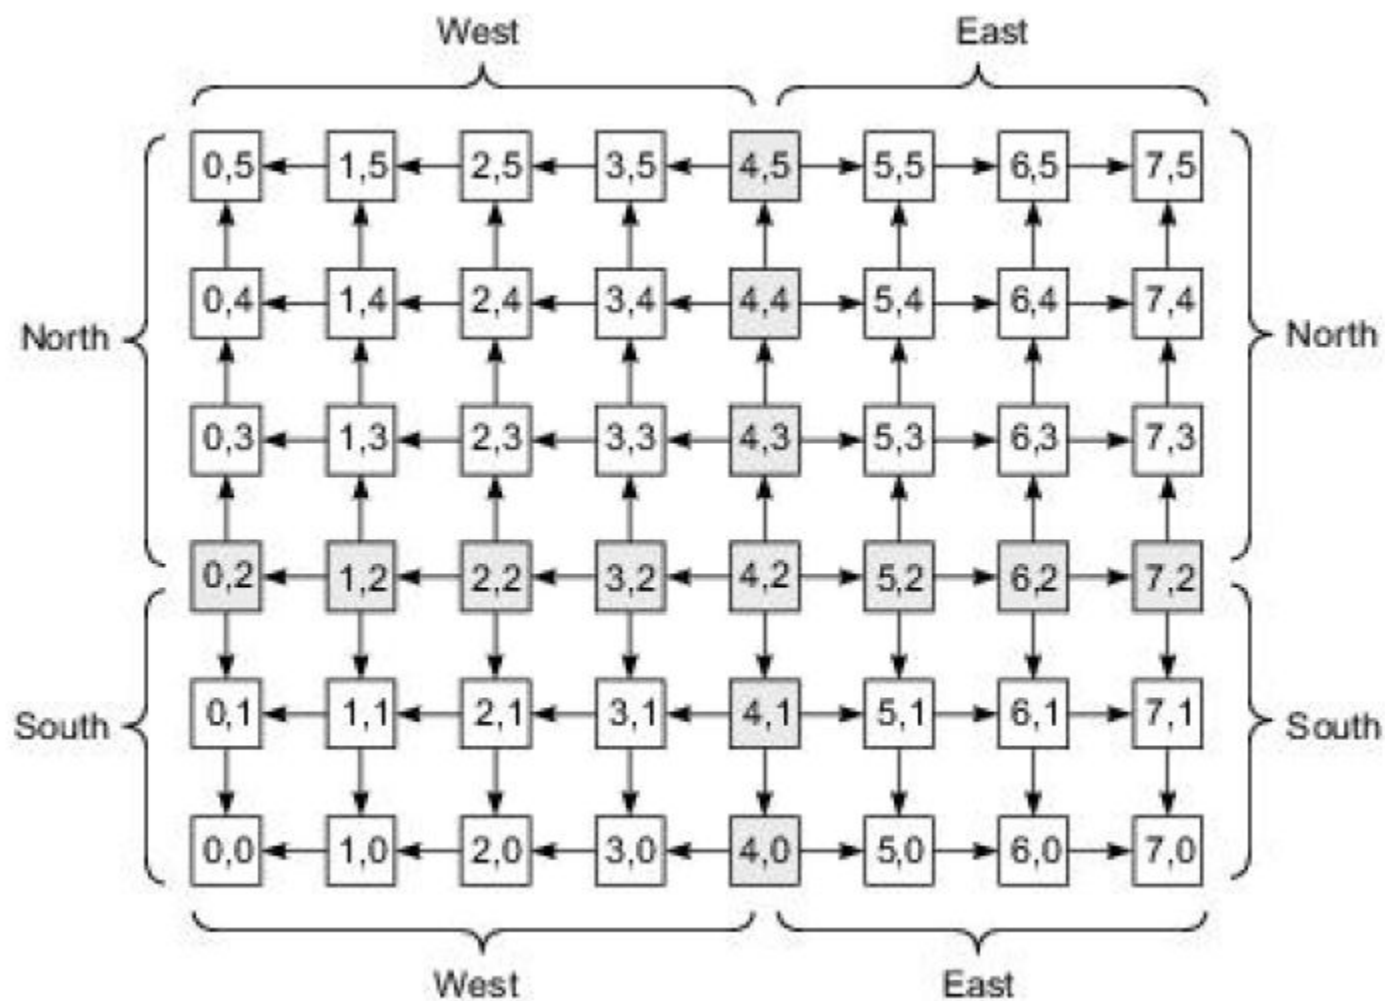 West East
0,5 1,5 2,5 3,5 4,5 5,5 6,5 7,5
0,4 1,4 2,4 3,4 4,4 5,4 6,4 7,4
North North
0,3 1,3 2,3 3,3 4,3 5,3 6,3 7,3
0,2 1,2 2,2 3,2 4,2 5,2 6,2 7,2
0,1 1,1 2,1 3,1 4,1 5,1 6,1 7,1
South South
0,0 1,0 2,0 3,0 4,0 5,0 6,0 7,0
West East